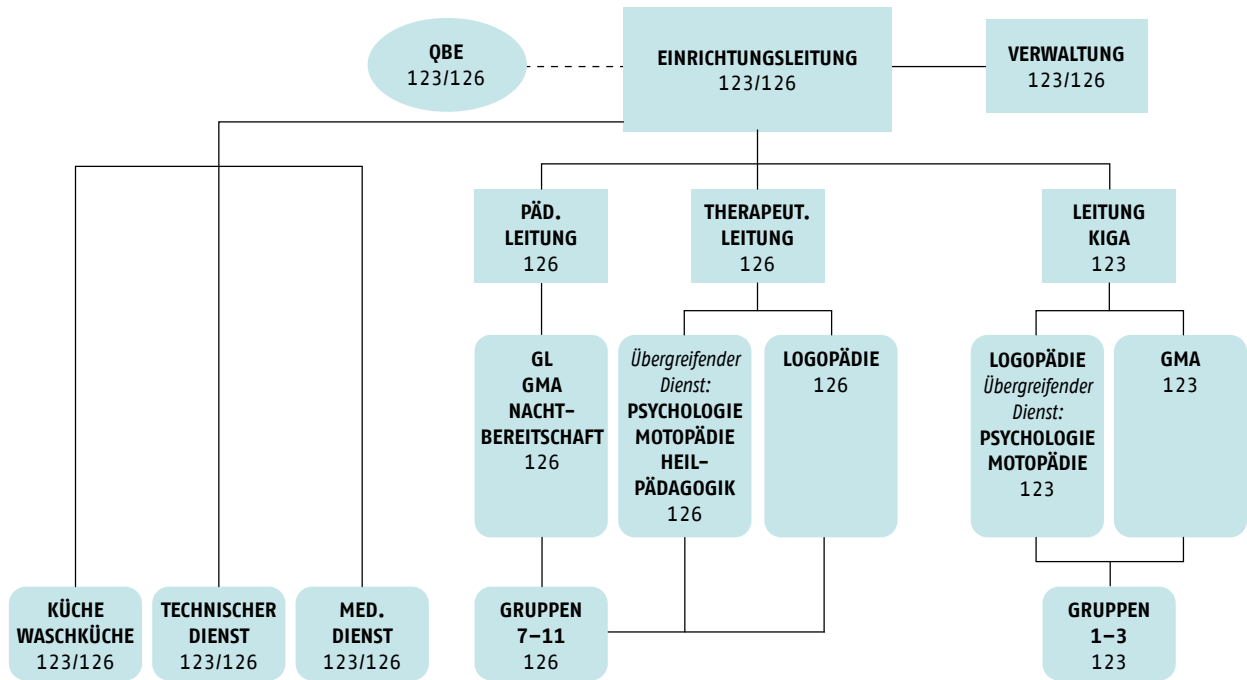 QBE
123/126
EINRICHTUNGSLEITUNG
123/126
VERWALTUNG
123/126
PÄD.
LEITUNG
126
THERAPEUT.
LEITUNG
126
LEITUNG
KIGA
123
GL
GMA
NACHT–
BEREITSCHAFT
126
Übergreifender
Dienst:
PSYCHOLOGIE
MOTOPÄDIE
HEIL–
PÄDAGOGIK
126
LOGOPÄDIE
126
LOGOPÄDIE
Übergreifender
Dienst:
PSYCHOLOGIE
MOTOPÄDIE
123
GMA
123
KÜCHE
WASCHKÜCHE
123/126
TECHNISCHER
DIENST
123/126
MED.
DIENST
123/126
GRUPPEN
7–11
126
GRUPPEN
1–3
123